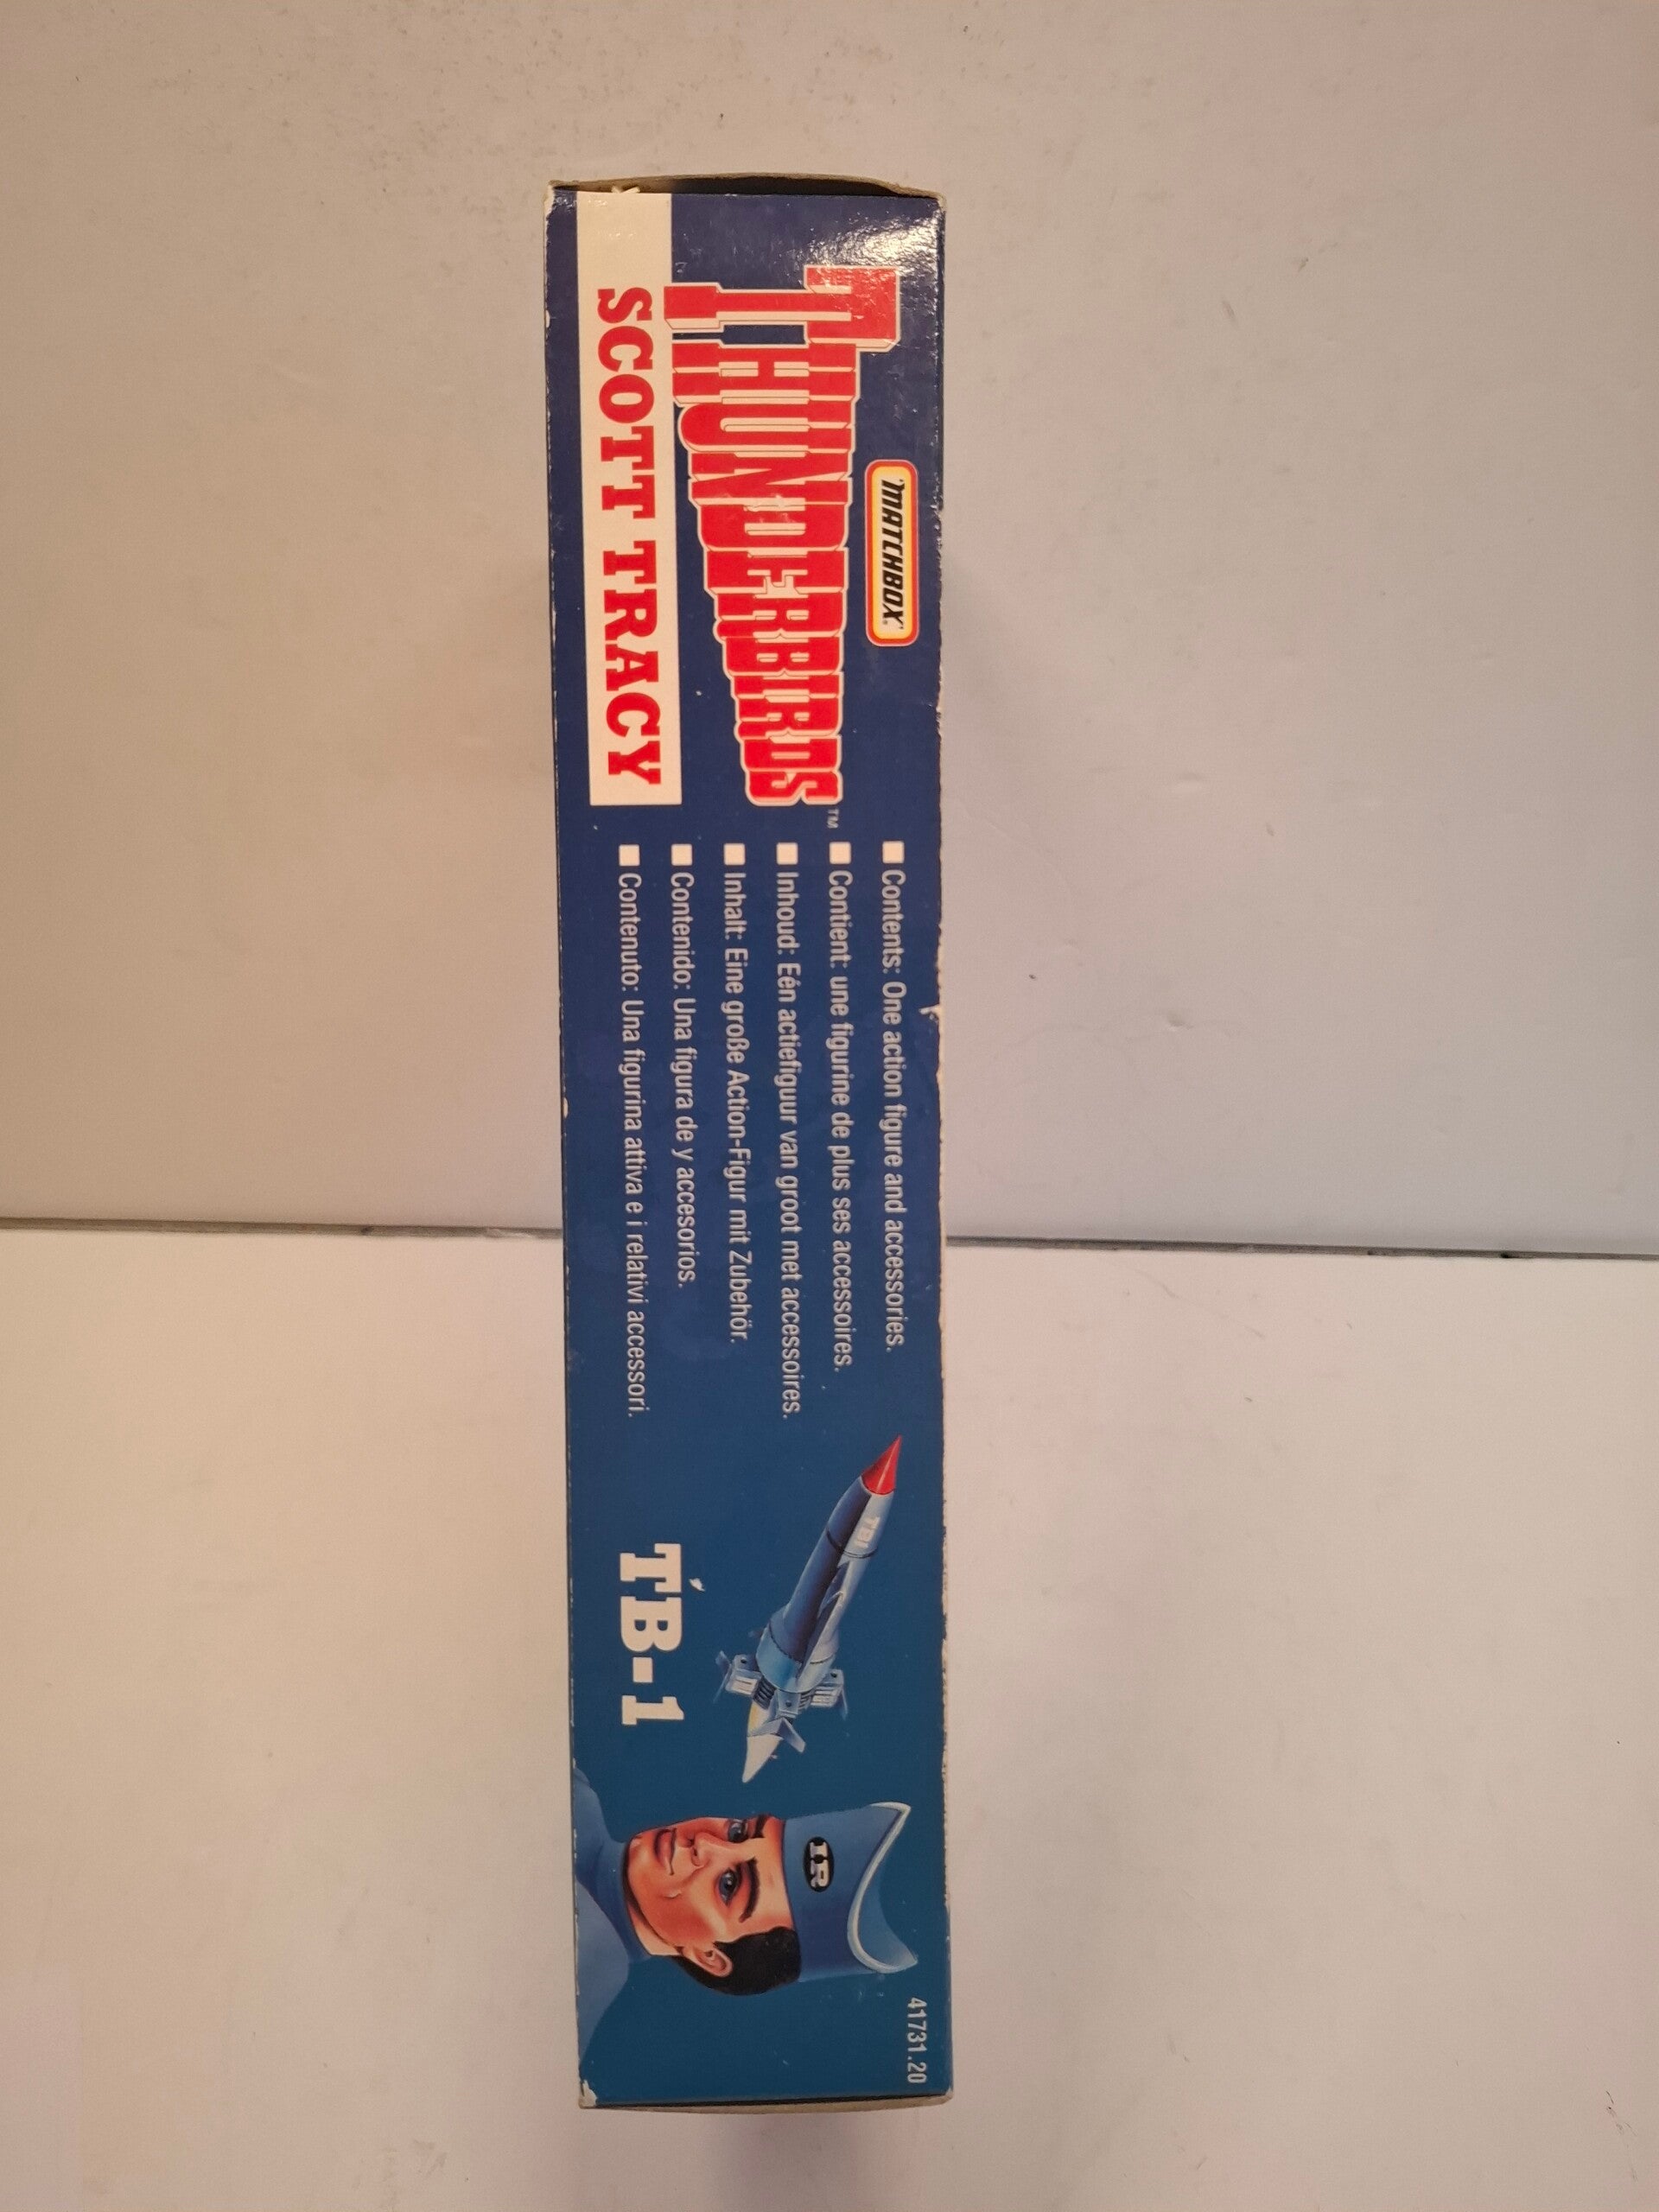 MATCHBOX®
THUNDERBIRDS™
SCOTT TRACY
Contents: One action figure and accessories.
Contient: une figurine de plus ses accessoires.
Inhoud: Eén actiefiguur van groot met accessoires.
Inhalt: Eine große Action-Figur mit Zubehör.
Contenido: Una figura de y accesorios.
Contenuto: Una figurina attiva e i relativi accessori.
TB1
TB-1
IR
41731.20